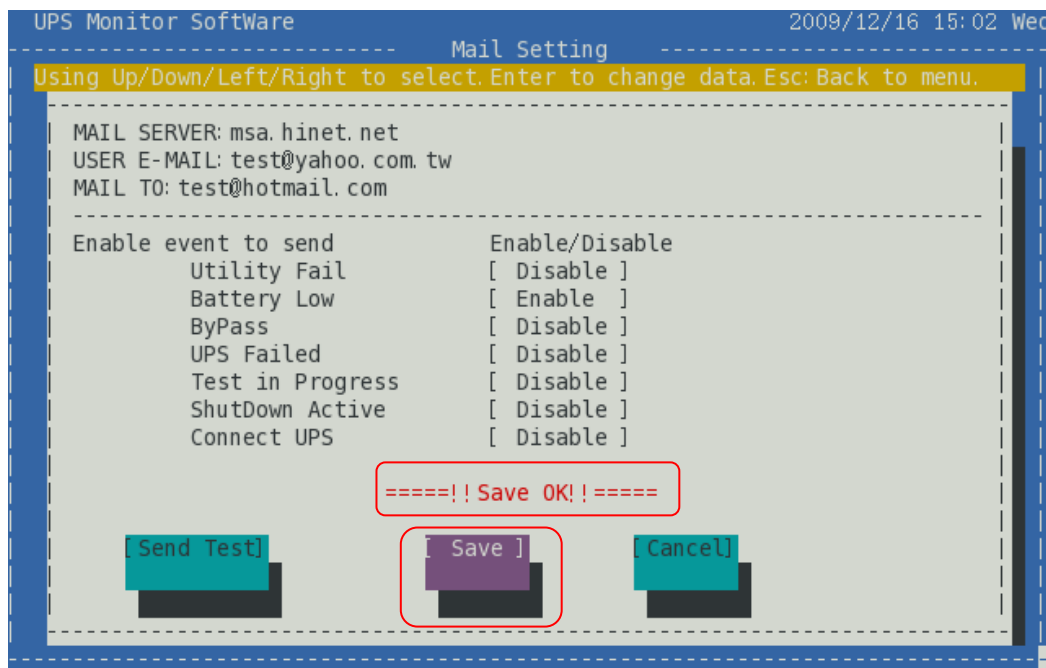 UPS Monitor SoftWare 2009/12/16 15:02 Wed
Mail Setting
Using Up/Down/Left/Right to select.Enter to change data.Esc:Back to menu.
MAIL SERVER:msa.hinet.net
USER E-MAIL:test@yahoo.com.tw
MAIL TO:test@hotmail.com
Enable event to send Enable/Disable
Utility Fail [ Disable ]
Battery Low [ Enable ]
ByPass [ Disable ]
UPS Failed [ Disable ]
Test in Progress [ Disable ]
ShutDown Active [ Disable ]
Connect UPS [ Disable ]
=====!!Save OK!!=====
[Send Test] [ Save ] [Cancel]